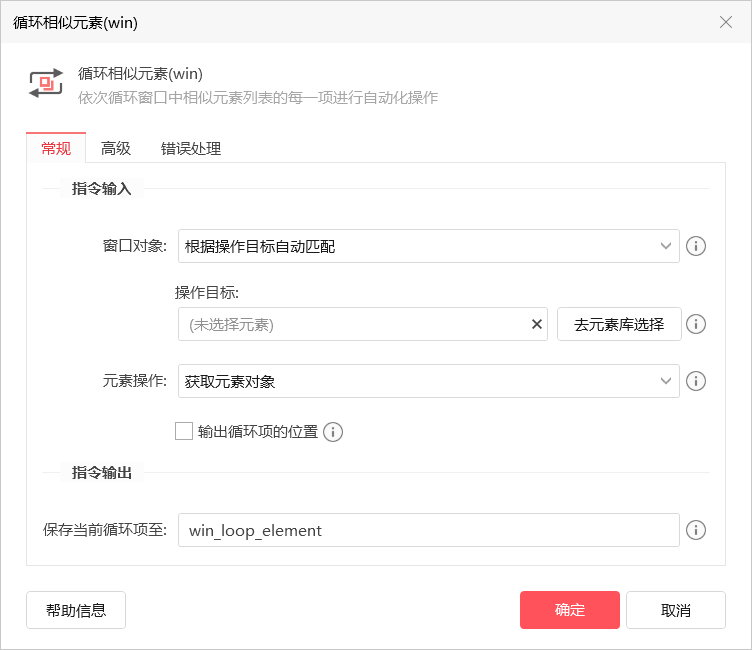 循环相似元素(win)
循环相似元素(win)
依次循环窗口中相似元素列表的每一项进行自动化操作
常规 高级 错误处理
指令输入
窗口对象: 根据操作目标自动匹配
操作目标:
(未选择元素) 去元素库选择
元素操作: 获取元素对象
输出循环项的位置
指令输出
保存当前循环项至: win_loop_element
帮助信息 确定 取消